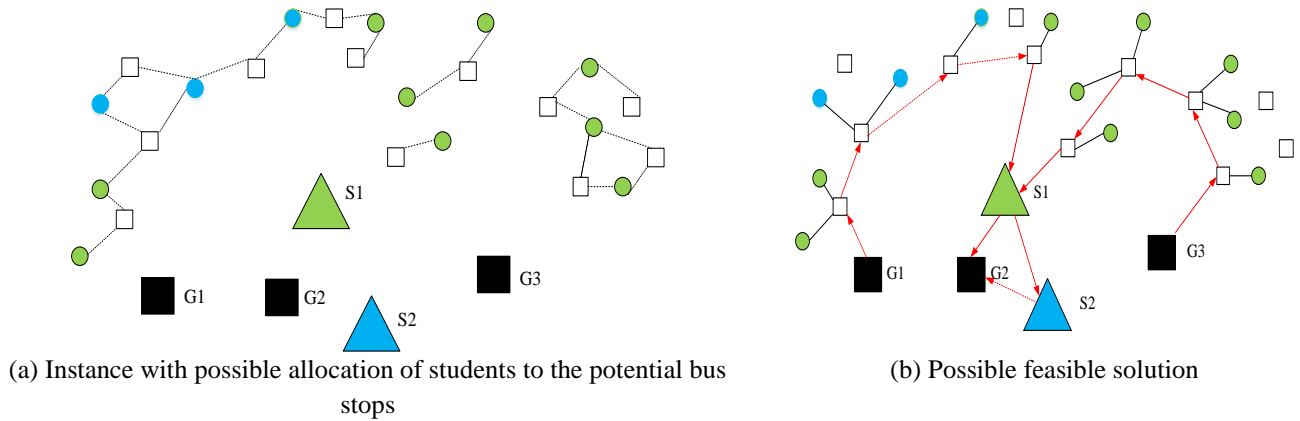 S1
G1
G2
G3
S2
(a) Instance with possible allocation of students to the potential bus
stops
S1
G1
G2
G3
S2
(b) Possible feasible solution